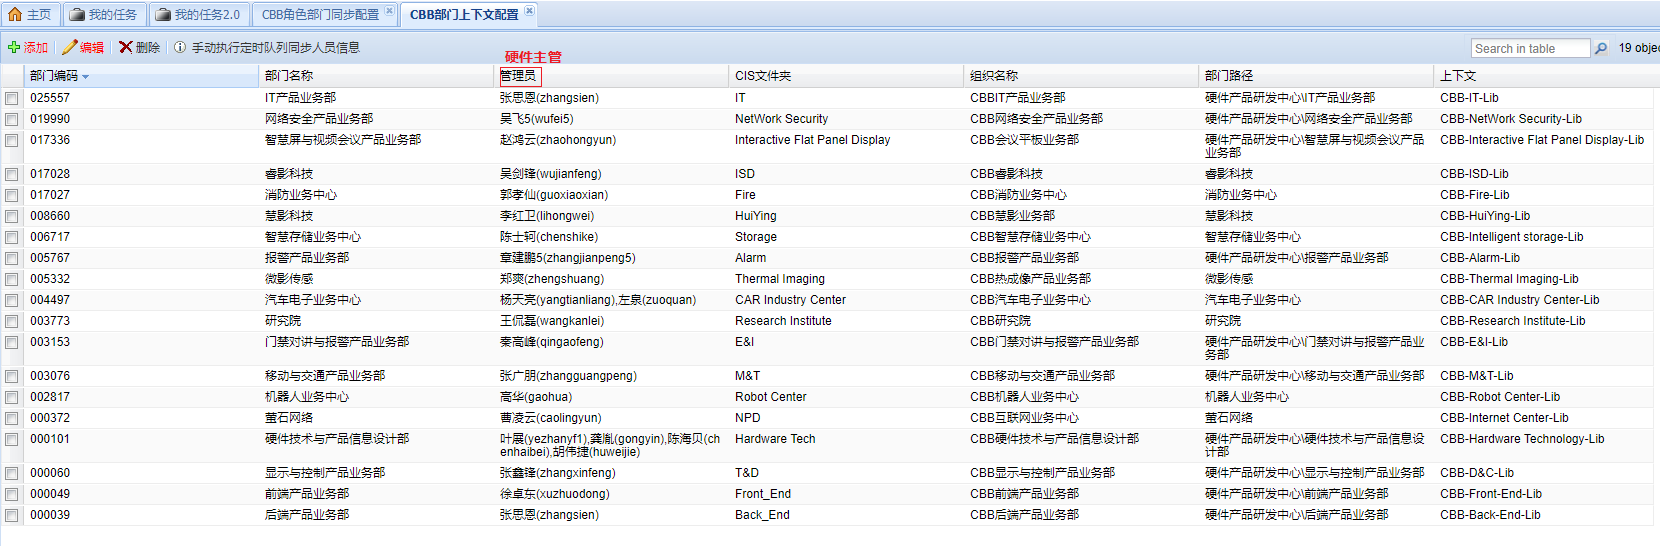 主页 我的任务 我的任务2.0 CBB角色部门同步配置 CBB部门上下文配置
添加 编辑 删除 手动执行定时队列同步人员信息 Search in table 19 objec
硬件主管
部门编码 部门名称 管理员 CIS文件夹 组织名称 部门路径 上下文
025557 IT产品业务部 张思恩(zhangsien) IT CBBIT产品业务部 硬件产品研发中心\IT产品业务部 CBB-IT-Lib
019990 网络安全产品业务部 吴飞5(wufei5) NetWork Security CBB网络安全产品业务部 硬件产品研发中心\网络安全产品业务部 CBB-NetWork Security-Lib
017336 智慧屏与视频会议产品业务部 赵鸿云(zhaohongyun) Interactive Flat Panel Display CBB会议平板业务部 硬件产品研发中心\智慧屏与视频会议产品 CBB-Interactive Flat Panel Display-Lib
业务部
017028 睿影科技 吴剑锋(wujianfeng) ISD CBB睿影科技 睿影科技 CBB-ISD-Lib
017027 消防业务中心 郭孝仙(guoxiaoxian) Fire CBB消防业务中心 消防业务中心 CBB-Fire-Lib
008660 慧影科技 李红卫(lihongwei) HuiYing CBB慧影业务部 慧影科技 CBB-HuiYing-Lib
006717 智慧存储业务中心 陈士轲(chenshike) Storage CBB智慧存储业务中心 智慧存储业务中心 CBB-Intelligent storage-Lib
005767 报警产品业务部 章建鹏5(zhangjianpeng5) Alarm CBB报警产品业务部 硬件产品研发中心\报警产品业务部 CBB-Alarm-Lib
005332 微影传感 郑爽(zhengshuang) Thermal Imaging CBB热成像产品业务部 微影传感 CBB-Thermal Imaging-Lib
004497 汽车电子业务中心 杨天亮(yangtianliang),左泉(zuoquan) CAR Industry Center CBB汽车电子业务中心 汽车电子业务中心 CBB-CAR Industry Center-Lib
003773 研究院 王侃磊(wangkanlei) Research Institute CBB研究院 研究院 CBB-Research Institute-Lib
003153 门禁对讲与报警产品业务部 秦高峰(qingaofeng) E&I CBB门禁对讲与报警产品业务部 硬件产品研发中心\门禁对讲与报警产品业 CBB-E&I-Lib
务部
003076 移动与交通产品业务部 张广朋(zhangguangpeng) M&T CBB移动与交通产品业务部 硬件产品研发中心\移动与交通产品业务部 CBB-M&T-Lib
002817 机器人业务中心 高华(gaohua) Robot Center CBB机器人业务中心 机器人业务中心 CBB-Robot Center-Lib
000372 萤石网络 曹凌云(caolingyun) NPD CBB互联网业务中心 萤石网络 CBB-Internet Center-Lib
000101 硬件技术与产品信息设计部 叶展(yezhanyf1),龚胤(gongyin),陈海贝(ch Hardware Tech CBB硬件技术与产品信息设计部 硬件产品研发中心\硬件技术与产品信息设 CBB-Hardware Technology-Lib
enhaibei),胡伟捷(huweijie) 计部
000060 显示与控制产品业务部 张鑫锋(zhangxinfeng) T&D CBB显示与控制产品业务部 硬件产品研发中心\显示与控制产品业务部 CBB-D&C-Lib
000049 前端产品业务部 徐卓东(xuzhuodong) Front_End CBB前端产品业务部 硬件产品研发中心\前端产品业务部 CBB-Front-End-Lib
000039 后端产品业务部 张思恩(zhangsien) Back_End CBB后端产品业务部 硬件产品研发中心\后端产品业务部 CBB-Back-End-Lib